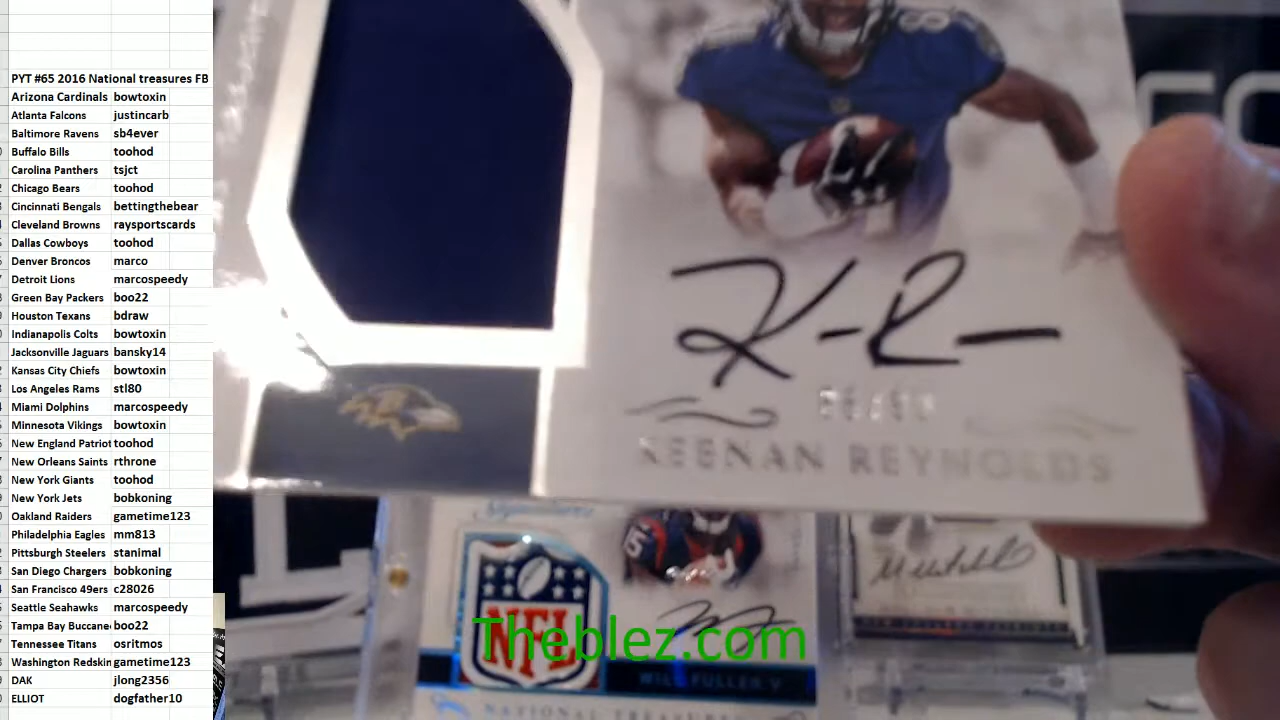 PYT #65 2016 National treasures FB
Arizona Cardinals bowtoxin
Atlanta Falcons justincarb
Baltimore Ravens sb4ever
Buffalo Bills toohod
Carolina Panthers tsjct
Chicago Bears toohod
Cincinnati Bengals bettingthebear
Cleveland Browns raysportscards
Dallas Cowboys toohod
Denver Broncos marco
Detroit Lions marcospeedy
Green Bay Packers boo22
Houston Texans bdraw
Indianapolis Colts bowtoxin
Jacksonville Jaguars bansky14
Kansas City Chiefs bowtoxin
Los Angeles Rams stl80
Miami Dolphins marcospeedy
Minnesota Vikings bowtoxin
New England Patriot toohod
New Orleans Saints rthrone
New York Giants toohod
New York Jets bobkoning
Oakland Raiders gametime123
Philadelphia Eagles mm813
Pittsburgh Steelers stanimal
San Diego Chargers bobkoning
San Francisco 49ers c28026
Seattle Seahawks marcospeedy
Tampa Bay Buccane boo22
Tennessee Titans osritmos
Washington Redskin gametime123
DAK jlong2356
ELLIOT dogfather10
K-R-
KEENAN REYNOLDS
Signatures
NFL
Theblez.com
WILL FULLER V
NATIONAL TREASURES